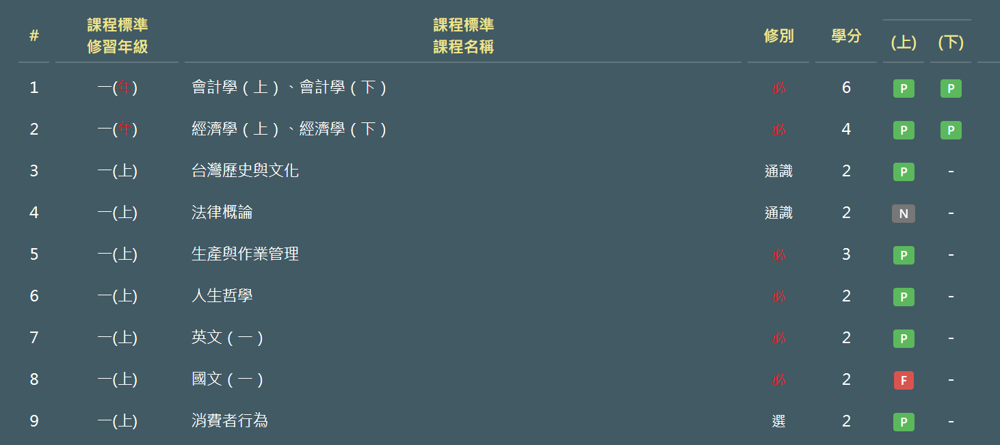 # 課程標準 修習年級 課程標準 課程名稱 修別 學分 (上) (下)
1 一(年) 會計學(上)、會計學(下) 必 6 P P
2 一(年) 經濟學(上)、經濟學(下) 必 4 P P
3 一(上) 台灣歷史與文化 通識 2 P -
4 一(上) 法律概論 通識 2 N -
5 一(上) 生產與作業管理 必 3 P -
6 一(上) 人生哲學 必 2 P -
7 一(上) 英文(一) 必 2 P -
8 一(上) 國文(一) 必 2 F -
9 一(上) 消費者行為 選 2 P -